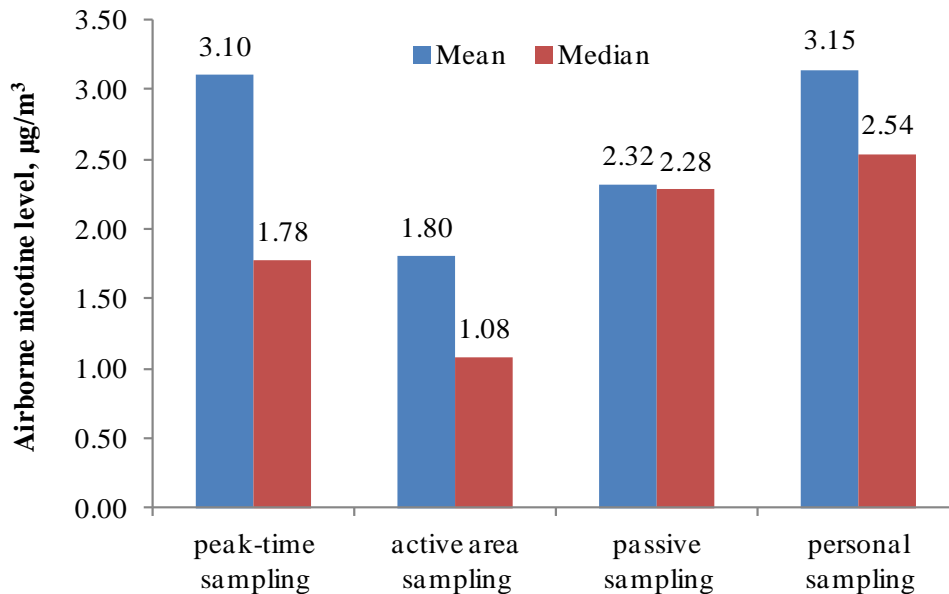 3.50
3.00
2.50
2.00
1.50
1.00
0.50
0.00
Airborne nicotine level, µg/m³
Mean
Median
3.10
1.78
1.80
1.08
2.32
2.28
3.15
2.54
peak-time
sampling
active area
sampling
passive
sampling
personal
sampling